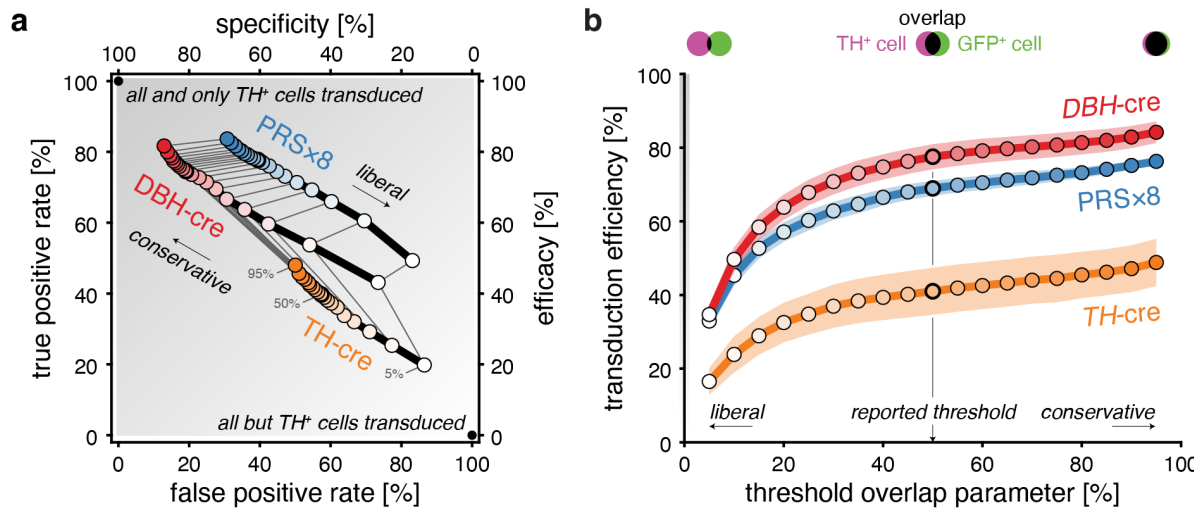 a
specificity [%]
100 80 60 40 20 0
all and only TH+ cells transduced
PRS×8
liberal
DBH-cre
conservative
95%
50%
TH-cre
5%
all but TH+ cells transduced
true positive rate [%]
100
80
60
40
20
0
efficacy [%]
100
80
60
40
20
0
0 20 40 60 80 100
false positive rate [%]
b
overlap
TH+ cell
GFP+ cell
transduction efficiency [%]
100
80
60
40
20
0
DBH-cre
PRS×8
TH-cre
liberal
reported threshold
conservative
0 20 40 60 80 100
threshold overlap parameter [%]